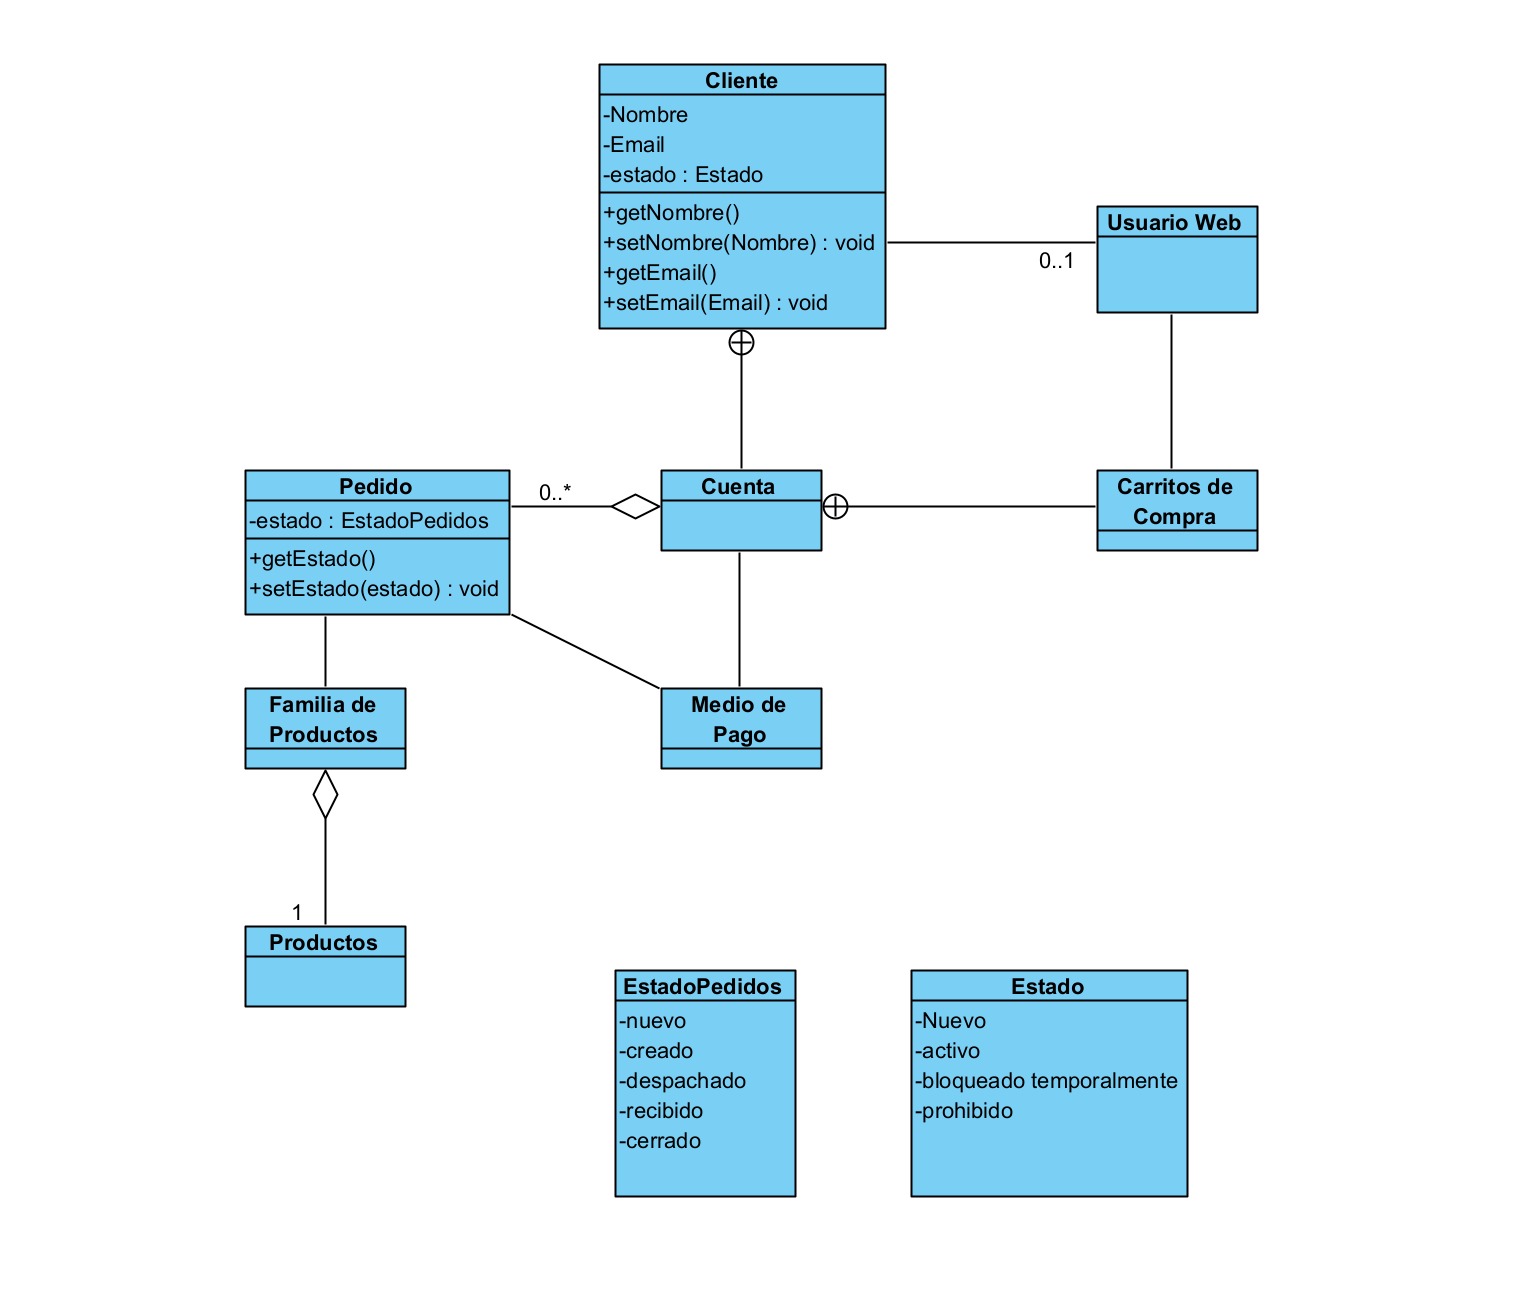 Cliente
-Nombre
-Email
-estado : Estado
+getNombre()
+setNombre(Nombre) : void
+getEmail()
+setEmail(Email) : void
Usuario Web
0..1
Pedido
-estado : EstadoPedidos
+getEstado()
+setEstado(estado) : void
0..*
Cuenta
Carritos de
Compra
Familia de
Productos
Medio de
Pago
1
Productos
EstadoPedidos
-nuevo
-creado
-despachado
-recibido
-cerrado
Estado
-Nuevo
-activo
-bloqueado temporalmente
-prohibido